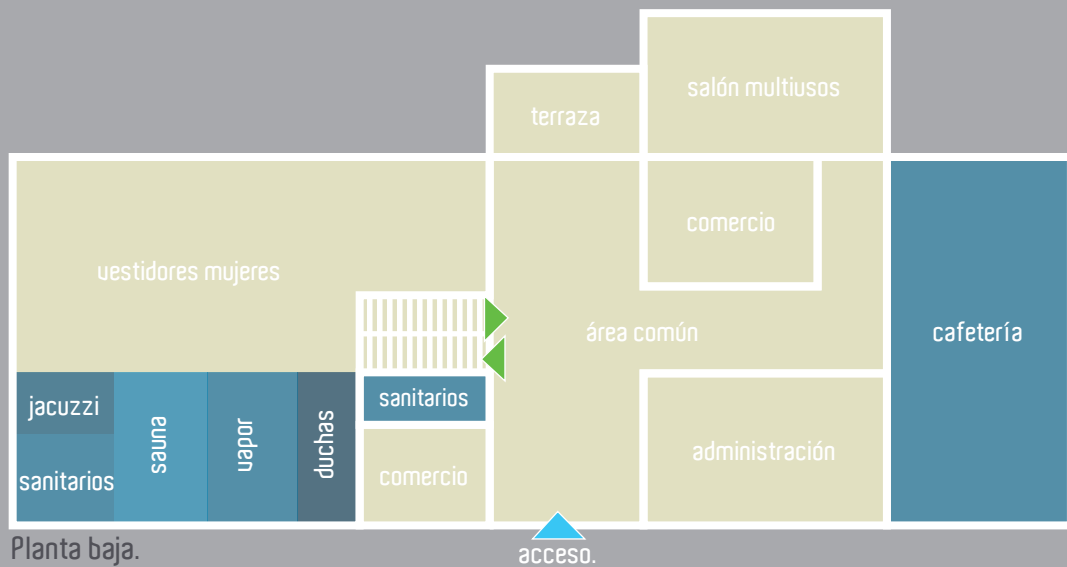 salón multiusos
terraza
comercio
vestidores mujeres
área común
cafetería
jacuzzi
sauna
vapor
duchas
sanitarios
administración
sanitarios
comercio
Planta baja.
acceso.